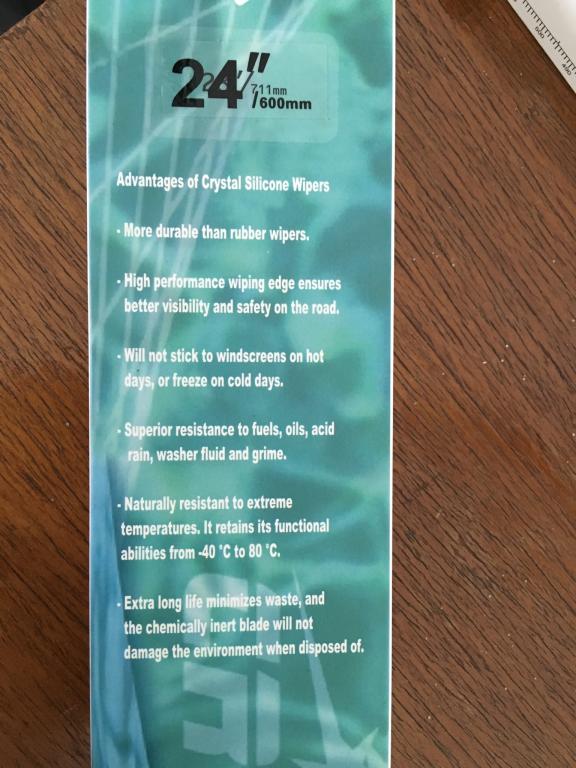 24"
711mm
/600mm
Advantages of Crystal Silicone Wipers
- More durable than rubber wipers.
- High performance wiping edge ensures
better visibility and safety on the road.
- Will not stick to windscreens on hot
days, or freeze on cold days.
- Superior resistance to fuels, oils, acid
rain, washer fluid and grime.
- Naturally resistant to extreme
temperatures. It retains its functional
abilities from -40 °C to 80 °C.
- Extra long life minimizes waste, and
the chemically inert blade will not
damage the environment when disposed of.